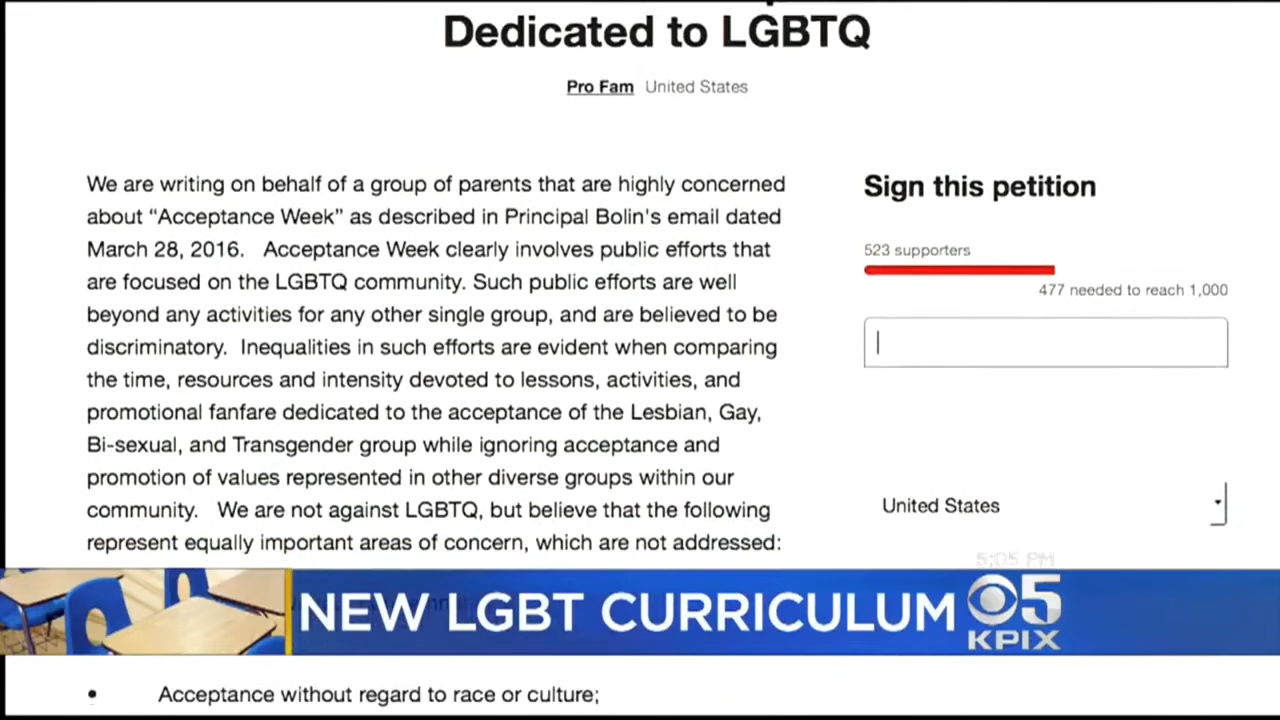 Dedicated to LGBTQ
Pro Fam United States
We are writing on behalf of a group of parents that are highly concerned
about “Acceptance Week” as described in Principal Bolin's email dated
March 28, 2016. Acceptance Week clearly involves public efforts that
are focused on the LGBTQ community. Such public efforts are well
beyond any activities for any other single group, and are believed to be
discriminatory. Inequalities in such efforts are evident when comparing
the time, resources and intensity devoted to lessons, activities, and
promotional fanfare dedicated to the acceptance of the Lesbian, Gay,
Bi-sexual, and Transgender group while ignoring acceptance and
promotion of values represented in other diverse groups within our
community. We are not against LGBTQ, but believe that the following
represent equally important areas of concern, which are not addressed:
Sign this petition
523 supporters
477 needed to reach 1,000
United States
5:05 PM
NEW LGBT CURRICULUM
5
KPIX
• Acceptance without regard to race or culture;